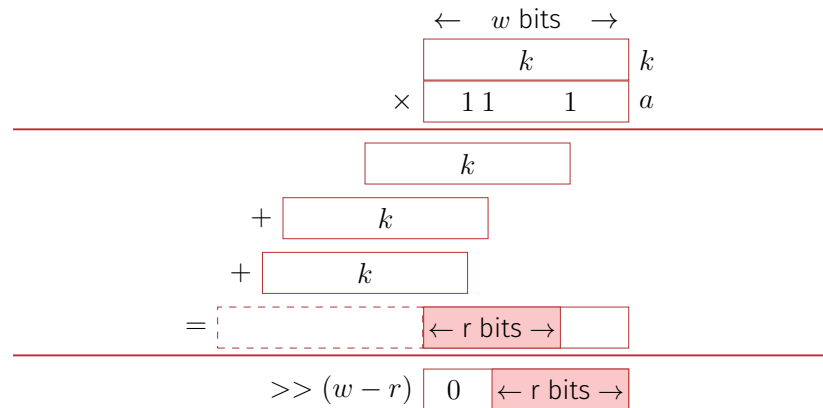 ← w bits →
k k
× 1 1 1 a
k
+ k
+ k
= ← r bits →
>> (w − r) 0 ← r bits →